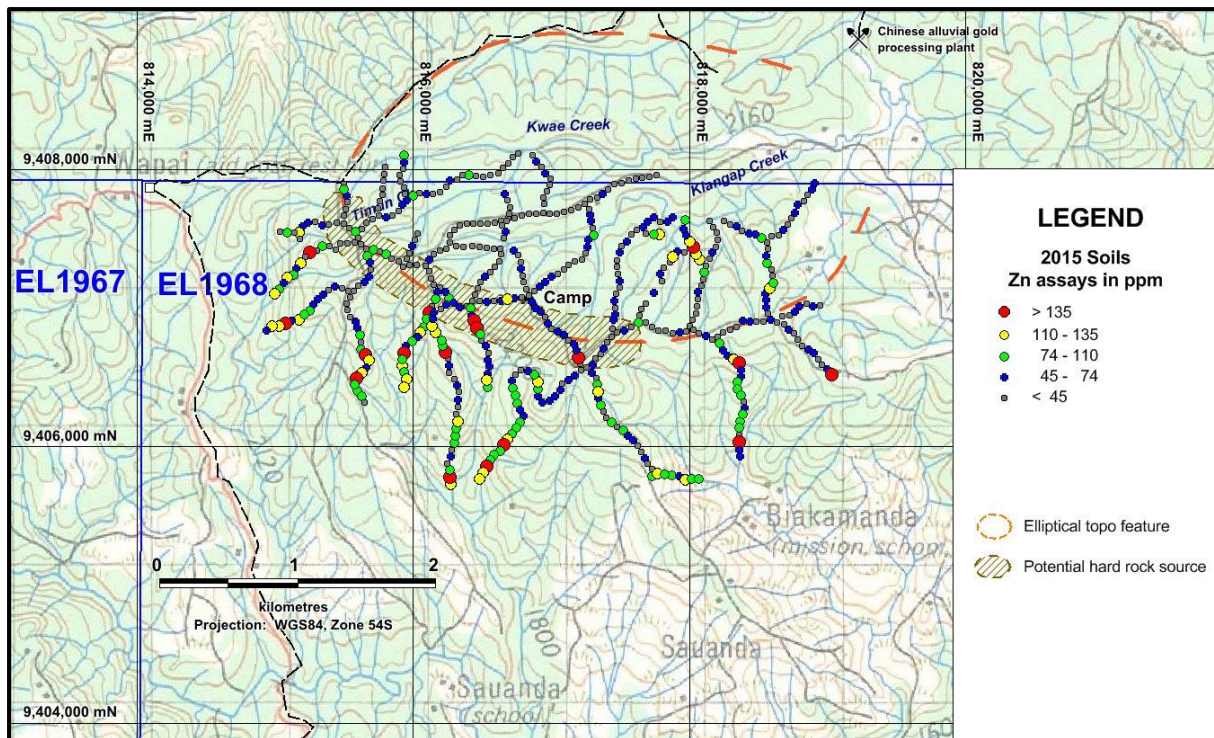 Chinese alluvial gold
processing plant
814,000 mE
816,000 mE
818,000 mE
820,000 mE
Kwae Creek
2160
9,408,000 mN
Wapai
Klangap Creek
Timun
EL1967
EL1968
Camp
9,406,000 mN
Biakamanda
(mission, school
0 1 2
kilometres
Projection: WGS84, Zone 54S
1800
Sauanda
Sauanda
(school)
9,404,000 mN
LEGEND
2015 Soils
Zn assays in ppm
> 135
110 - 135
74 - 110
45 - 74
< 45
Elliptical topo feature
Potential hard rock source